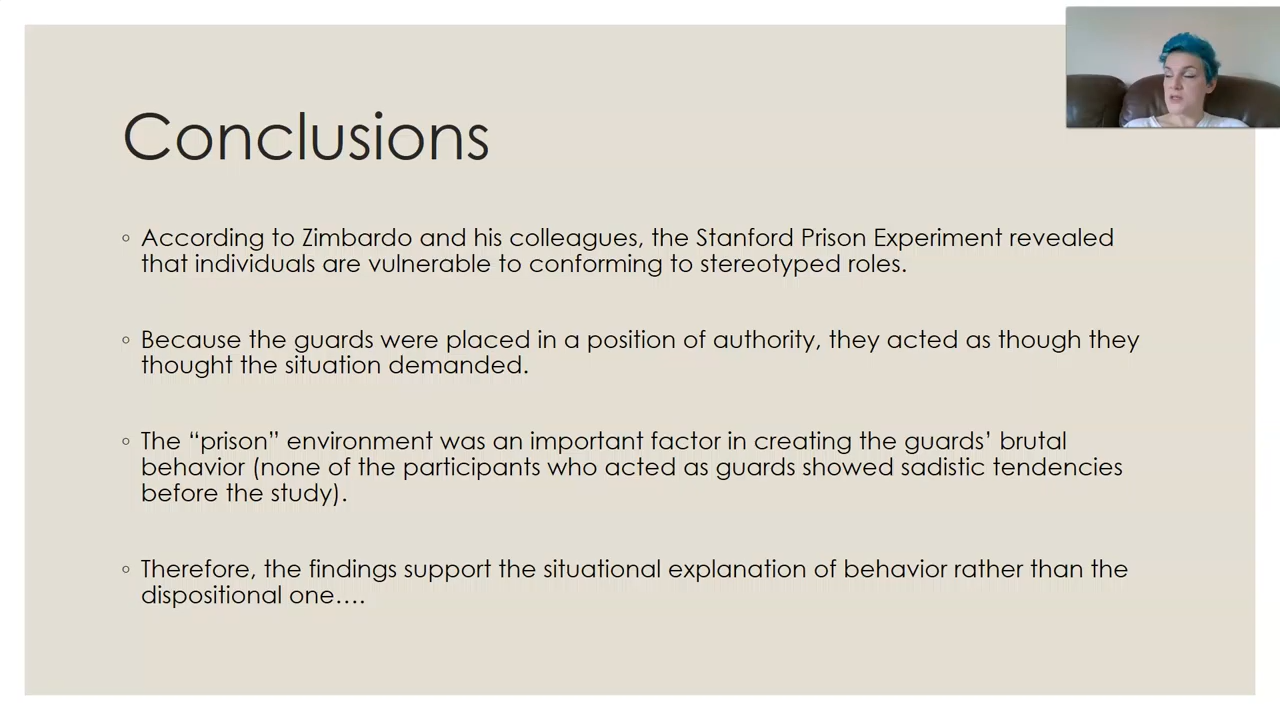 Conclusions
◦ According to Zimbardo and his colleagues, the Stanford Prison Experiment revealed
that individuals are vulnerable to conforming to stereotyped roles.
◦ Because the guards were placed in a position of authority, they acted as though they
thought the situation demanded.
◦ The “prison” environment was an important factor in creating the guards’ brutal
behavior (none of the participants who acted as guards showed sadistic tendencies
before the study).
◦ Therefore, the findings support the situational explanation of behavior rather than the
dispositional one….